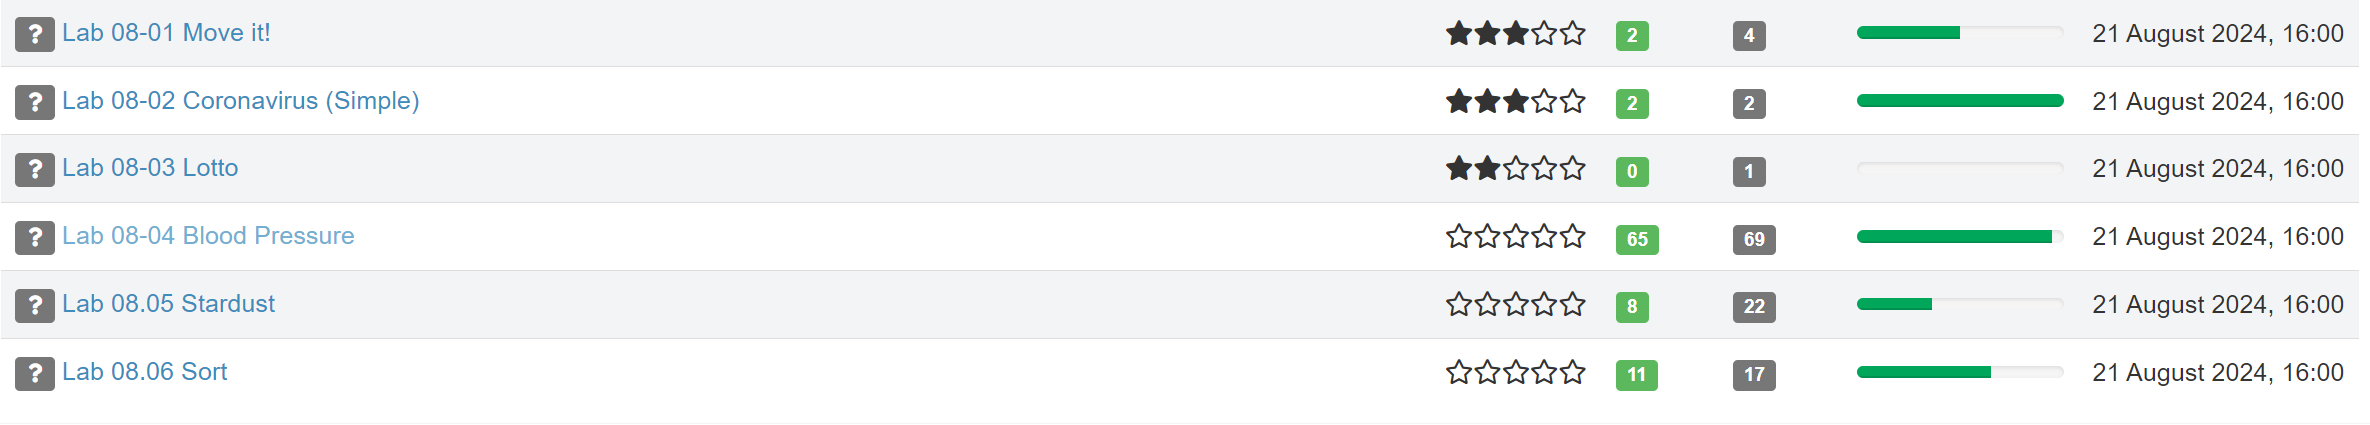 ? Lab 08-01 Move it! 2 4 21 August 2024, 16:00
? Lab 08-02 Coronavirus (Simple) 2 2 21 August 2024, 16:00
? Lab 08-03 Lotto 0 1 21 August 2024, 16:00
? Lab 08-04 Blood Pressure 65 69 21 August 2024, 16:00
? Lab 08.05 Stardust 8 22 21 August 2024, 16:00
? Lab 08.06 Sort 11 17 21 August 2024, 16:00